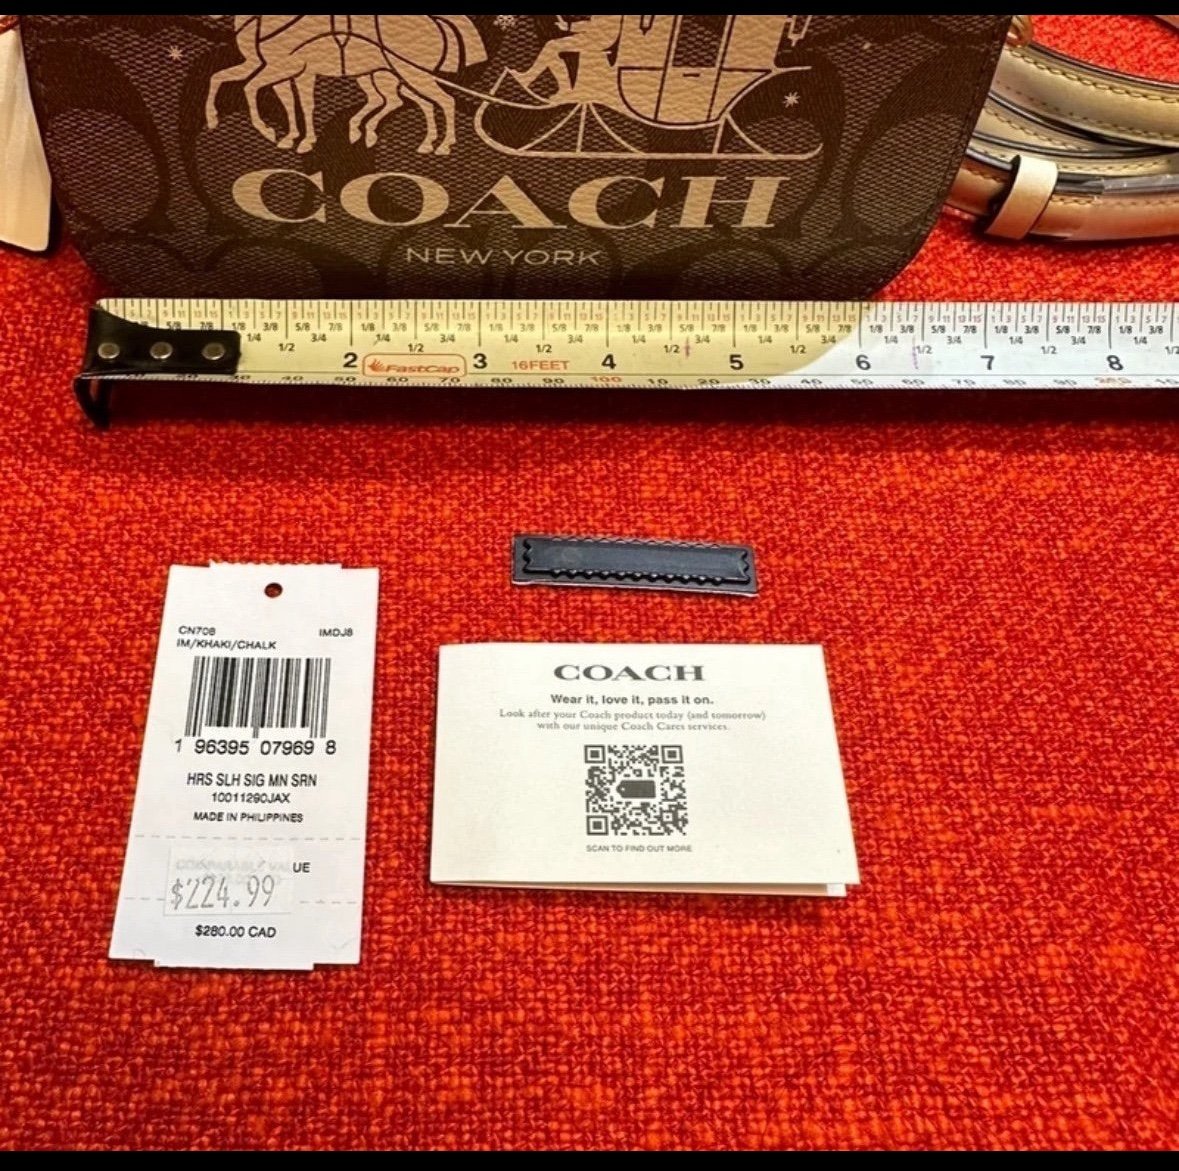 COACH
NEW YORK
2 FastCap 3 16FEET 4 5 6 7 8
CN708 IMDJ8
IM/KHAKI/CHALK
1 96395 07969 8
HRS SLH SIG MN SRN
10011290JAX
MADE IN PHILIPPINES
COMPARABLE VALUE
$224.99
$280.00 CAD
COACH
Wear it, love it, pass it on.
Look after your Coach product today (and tomorrow)
with our unique Coach Cares services.
SCAN TO FIND OUT MORE